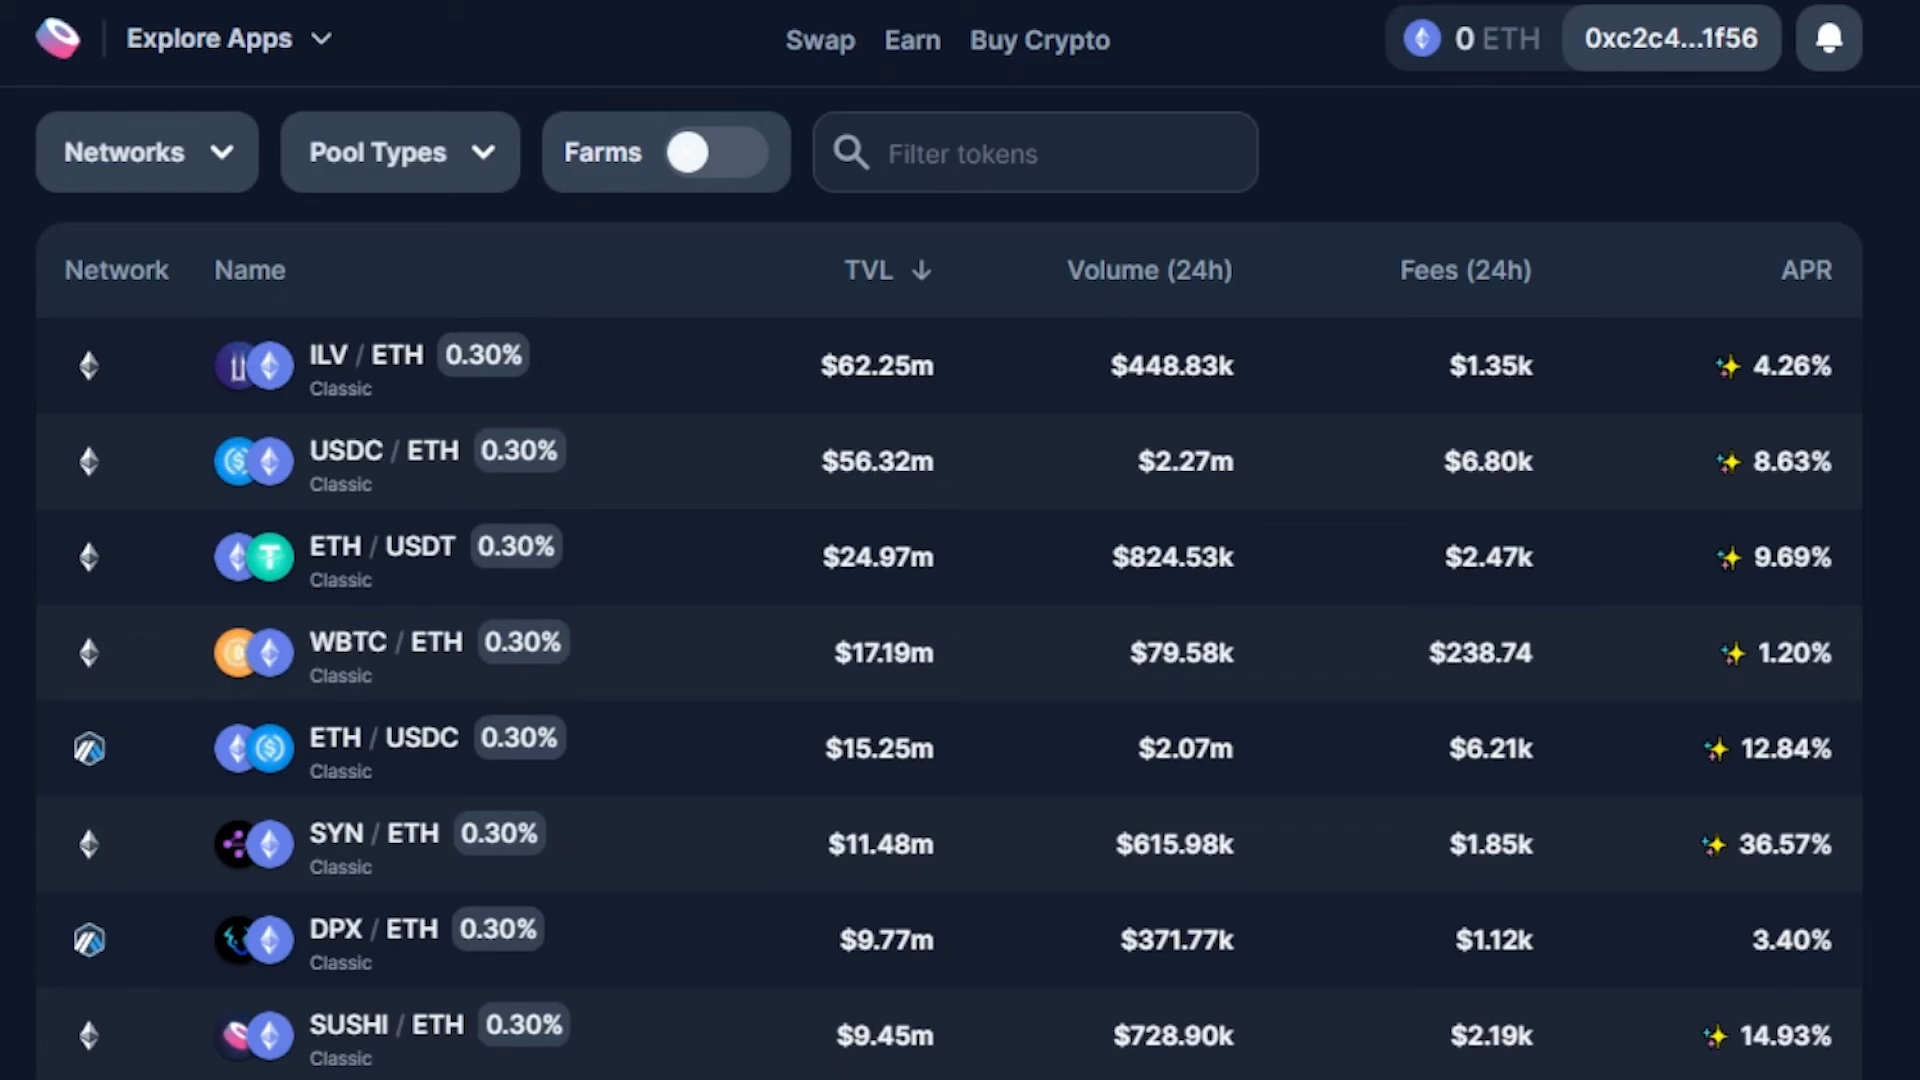 Explore Apps Swap Earn Buy Crypto 0 ETH 0xc2c4...1f56
Networks Pool Types Farms Filter tokens
Network Name TVL Volume (24h) Fees (24h) APR
ILV / ETH 0.30% $62.25m $448.83k $1.35k 4.26%
Classic
USDC / ETH 0.30% $56.32m $2.27m $6.80k 8.63%
Classic
ETH / USDT 0.30% $24.97m $824.53k $2.47k 9.69%
Classic
WBTC / ETH 0.30% $17.19m $79.58k $238.74 1.20%
Classic
ETH / USDC 0.30% $15.25m $2.07m $6.21k 12.84%
Classic
SYN / ETH 0.30% $11.48m $615.98k $1.85k 36.57%
Classic
DPX / ETH 0.30% $9.77m $371.77k $1.12k 3.40%
Classic
SUSHI / ETH 0.30% $9.45m $728.90k $2.19k 14.93%
Classic